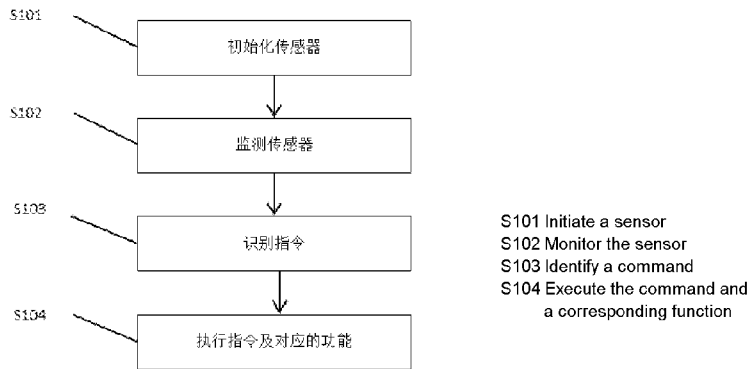 S101
初始化传感器
S102
监测传感器
S103
识别指令
S104
执行指令及对应的功能
S101 Initiate a sensor
S102 Monitor the sensor
S103 Identify a command
S104 Execute the command and
a corresponding function